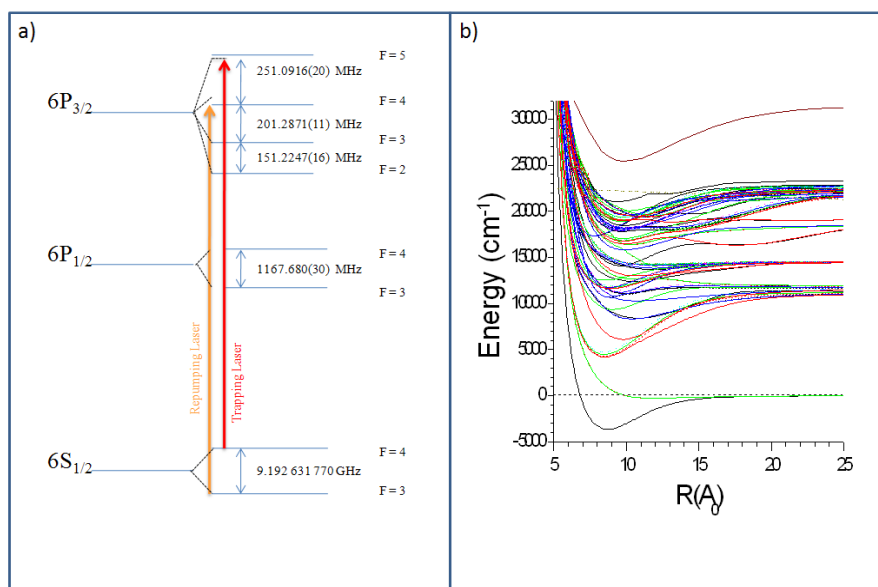 a)
F = 5
251.0916(20) MHz
6P3/2
F = 4
201.2871(11) MHz
F = 3
151.2247(16) MHz
F = 2
6P1/2
F = 4
1167.680(30) MHz
F = 3
Repumping Laser
Trapping Laser
6S1/2
F = 4
9.192 631 770 GHz
F = 3
b)
Energy (cm-1)
30000
25000
20000
15000
10000
5000
0
-5000
5 10 15 20 25
R(A0)